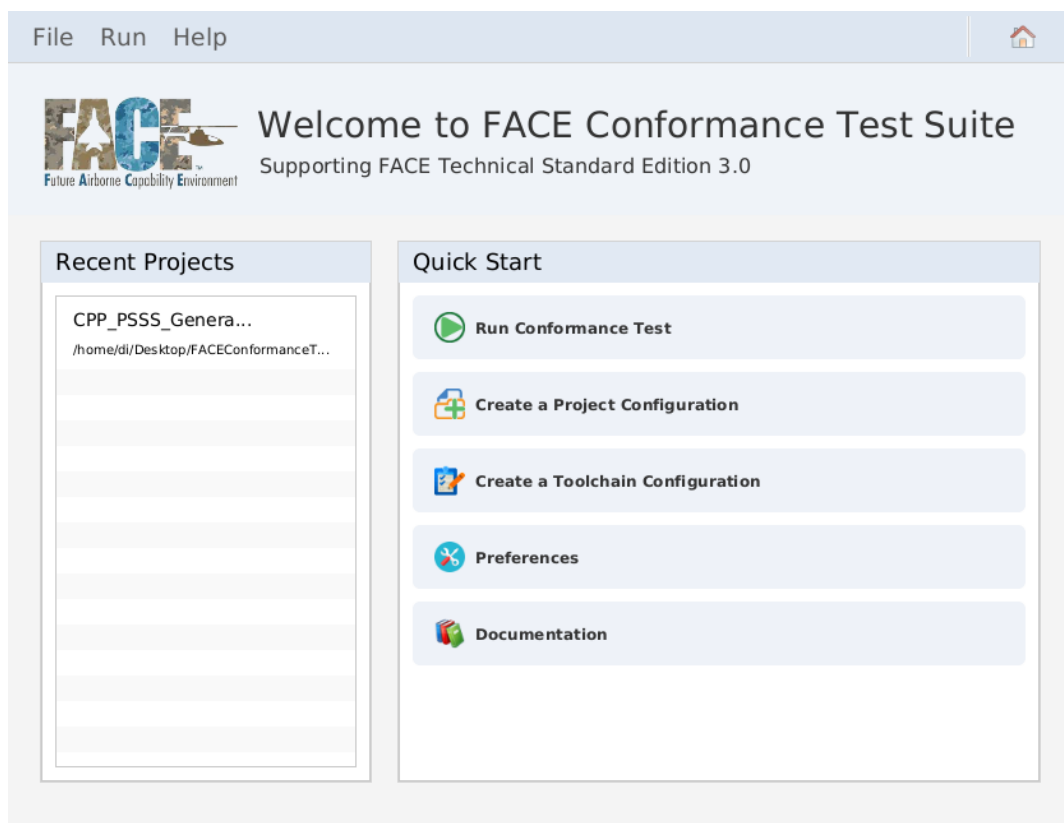 File Run Help
FACE
Future Airborne Capability Environment
Welcome to FACE Conformance Test Suite
Supporting FACE Technical Standard Edition 3.0
Recent Projects
CPP_PSSS_Genera...
/home/di/Desktop/FACEConformanceT...
Quick Start
Run Conformance Test
Create a Project Configuration
Create a Toolchain Configuration
Preferences
Documentation